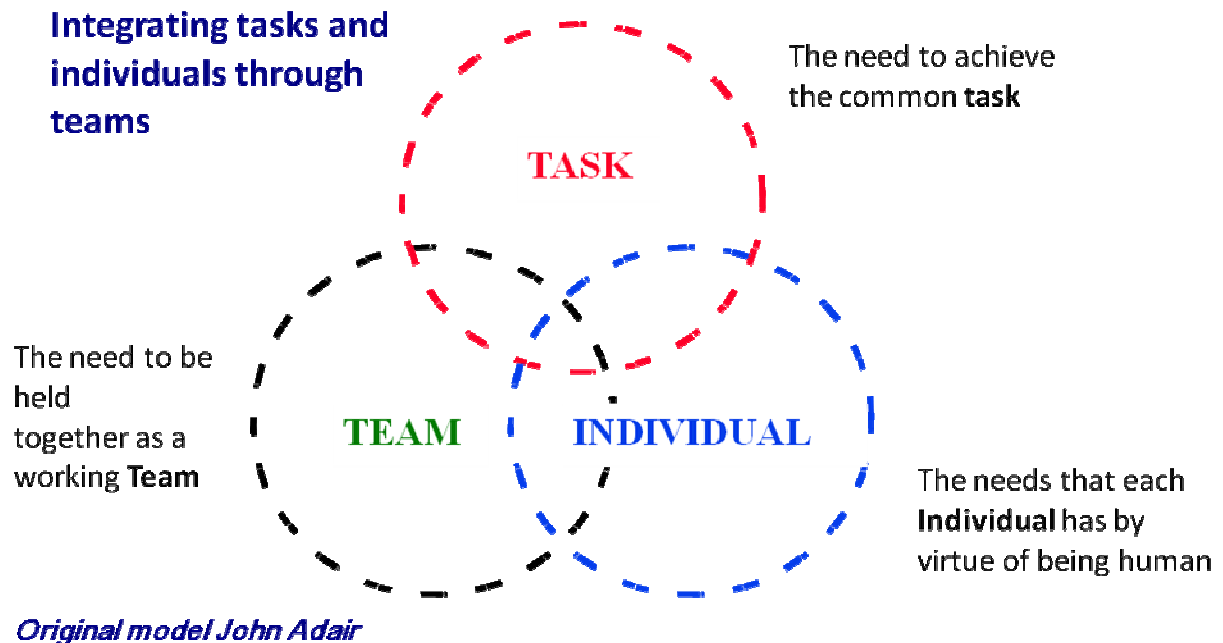 Integrating tasks and
individuals through
teams
The need to achieve
the common task
TASK
The need to be
held
together as a
working Team
TEAM
INDIVIDUAL
The needs that each
Individual has by
virtue of being human
Original model John Adair